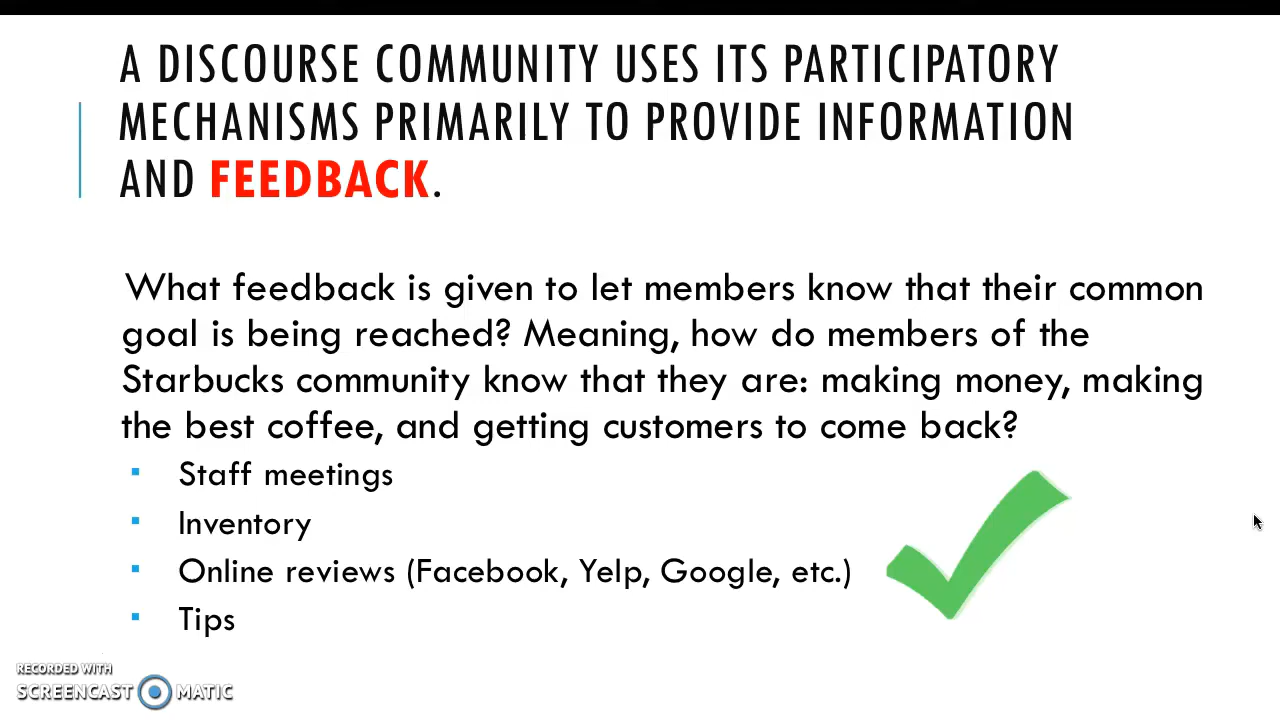 A DISCOURSE COMMUNITY USES ITS PARTICIPATORY
MECHANISMS PRIMARILY TO PROVIDE INFORMATION
AND FEEDBACK.
What feedback is given to let members know that their common
goal is being reached? Meaning, how do members of the
Starbucks community know that they are: making money, making
the best coffee, and getting customers to come back?
▪ Staff meetings
▪ Inventory
▪ Online reviews (Facebook, Yelp, Google, etc.)
▪ Tips
RECORDED WITH
SCREENCAST MATIC